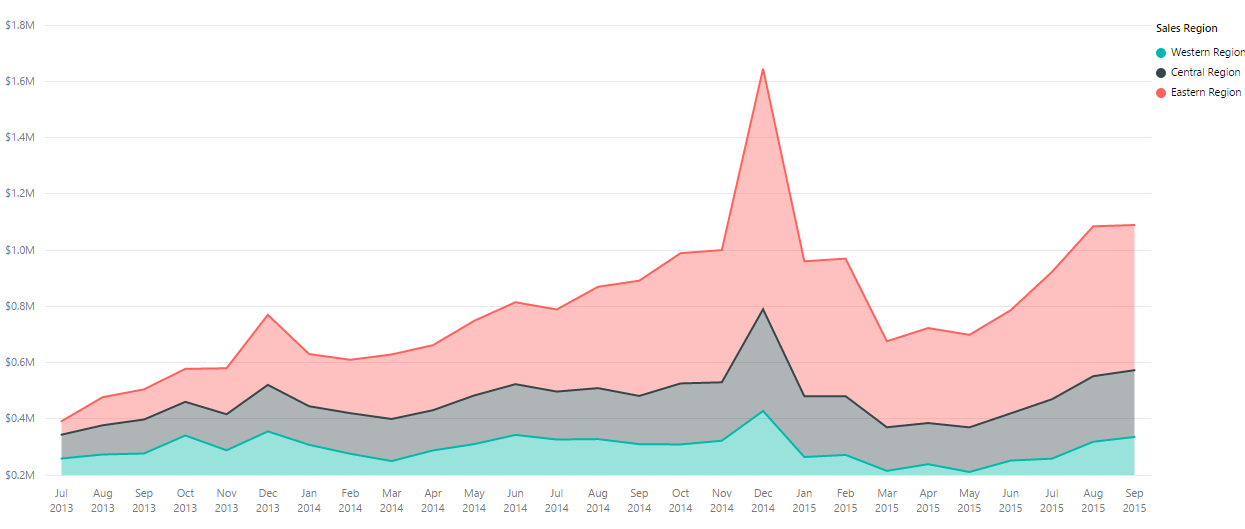 $1.8M
$1.6M
$1.4M
$1.2M
$1.0M
$0.8M
$0.6M
$0.4M
$0.2M
Jul Aug Sep Oct Nov Dec Jan Feb Mar Apr May Jun Jul Aug Sep Oct Nov Dec Jan Feb Mar Apr May Jun Jul Aug Sep
2013 2013 2013 2013 2013 2013 2014 2014 2014 2014 2014 2014 2014 2014 2014 2014 2014 2014 2015 2015 2015 2015 2015 2015 2015 2015 2015
Sales Region
Western Region
Central Region
Eastern Region